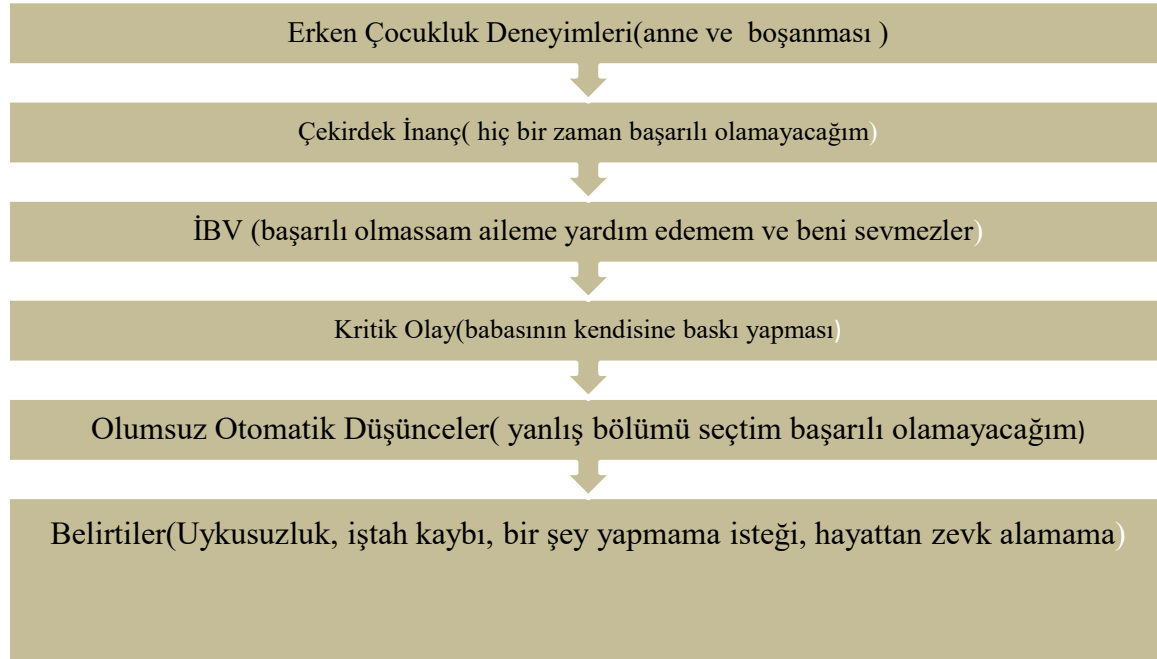 Erken Çocukluk Deneyimleri(anne ve  boşanması )
Çekirdek İnanç( hiç bir zaman başarılı olamayacağım)
İBV (başarılı olmassam aileme yardım edemem ve beni sevmezler)
Kritik Olay(babasının kendisine baskı yapması)
Olumsuz Otomatik Düşünceler( yanlış bölümü seçtim başarılı olamayacağım)
Belirtiler(Uykusuzluk, iştah kaybı, bir şey yapmama isteği, hayattan zevk alamama)